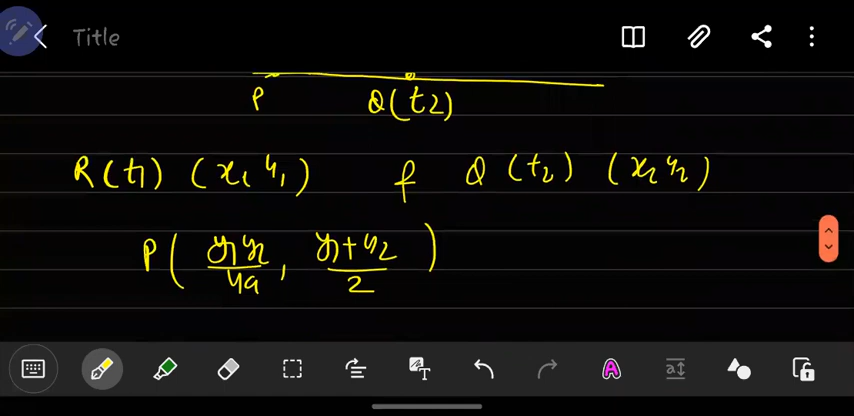 Title
P Q(t2)
R(t1) (x1 y1) f Q (t2) (x2 y2)
P( y1y2/4a , y1+y2/2 )
T
A
a